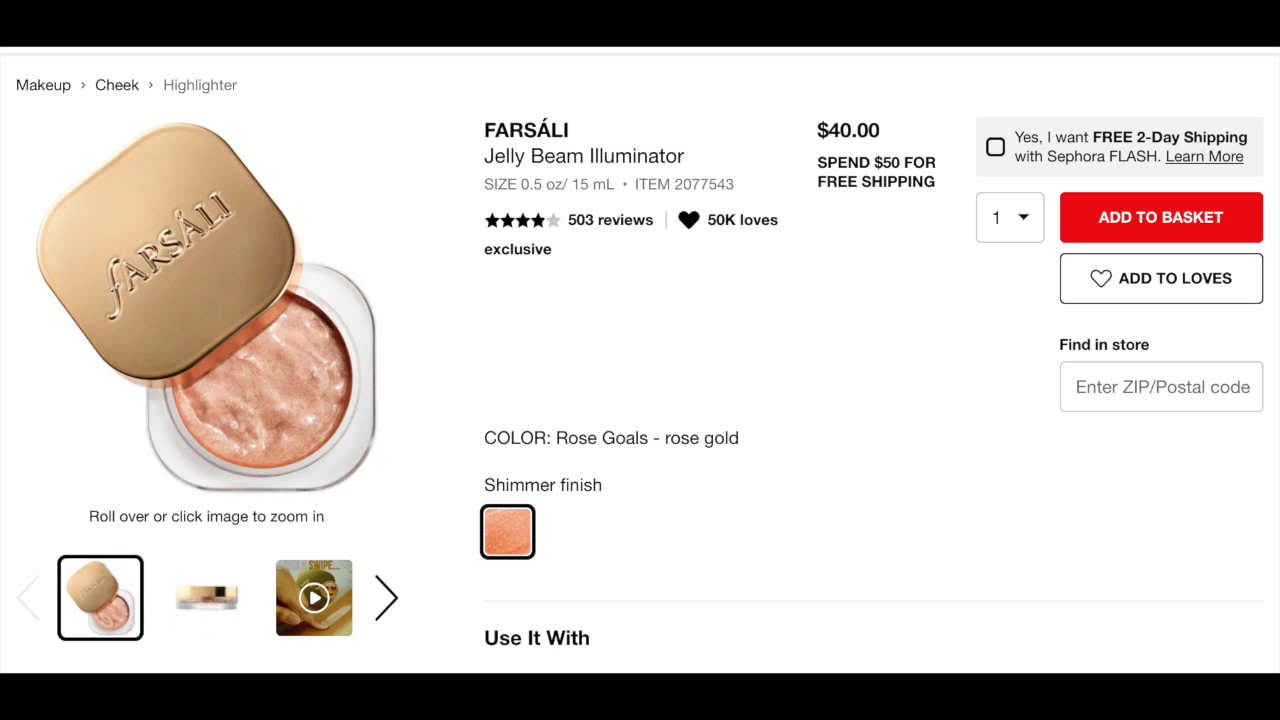 Makeup > Cheek > Highlighter
FARSÁLI
FARSÁLI
Jelly Beam Illuminator
SIZE 0.5 oz/ 15 mL • ITEM 2077543
503 reviews | 50K loves
exclusive
$40.00
SPEND $50 FOR
FREE SHIPPING
Yes, I want FREE 2-Day Shipping
with Sephora FLASH. Learn More
1
ADD TO BASKET
ADD TO LOVES
Find in store
Enter ZIP/Postal code
COLOR: Rose Goals - rose gold
Shimmer finish
Roll over or click image to zoom in
SWIPE...
Use It With